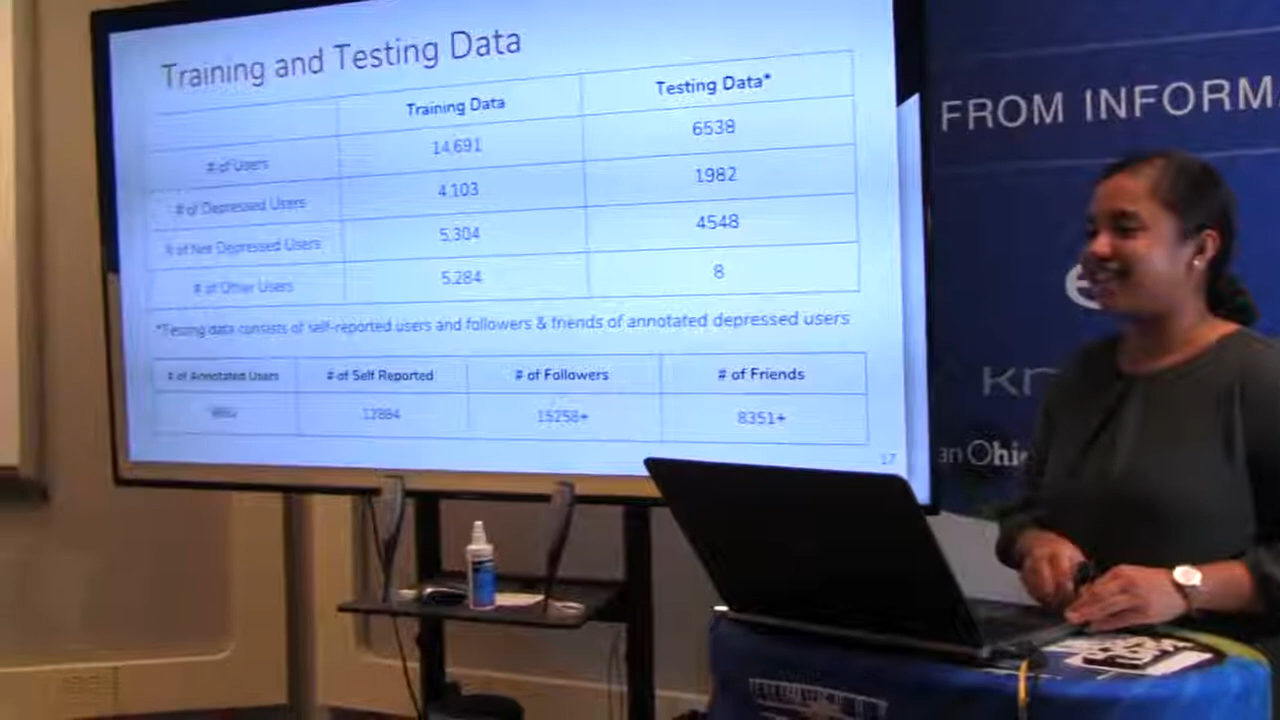 Training and Testing Data
Training Data Testing Data*
# of Users 14,691 6538
# of Depressed Users 4,103 1982
# of Not Depressed Users 5,304 4548
# of Other Users 5,284 8
*Testing data consists of self-reported users and followers & friends of annotated depressed users
# of Annotated Users # of Self Reported # of Followers # of Friends
12884 15258+ 8351+
17
FROM INFORM
an Ohi